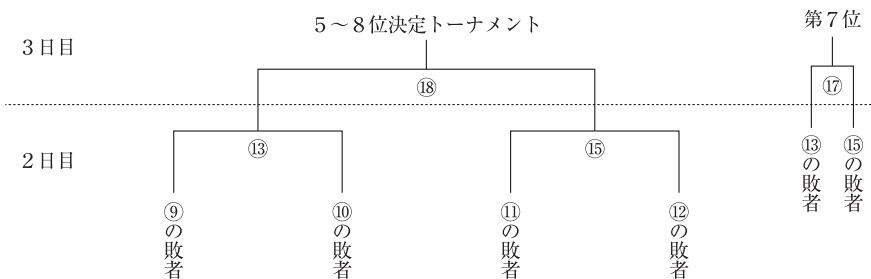 5～8位決定トーナメント
第7位
3日目
⑱
⑰
2日目
⑬
⑮
⑬の敗者
⑮の敗者
⑨の敗者
⑩の敗者
⑪の敗者
⑫の敗者